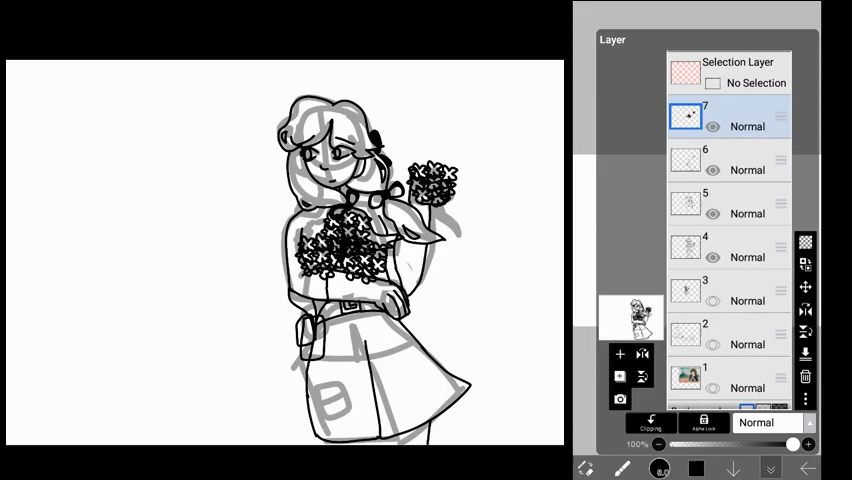 Layer
Selection Layer
No Selection
7
Normal
6
Normal
5
Normal
4
Normal
3
Normal
2
Normal
1
Normal
Clipping
Alpha Lock
Normal
100%